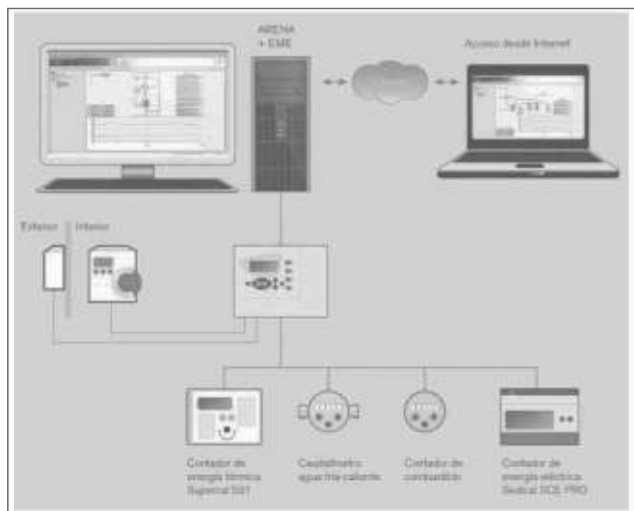 ARENA
+ EME
Acceso desde Internet
Exterior
Interior
Contador de
energía térmica
Supercal 531
Caudalímetro
agua fría-caliente
Contador de
combustible
Contador de
energía eléctrica
Sedical SCE PRO